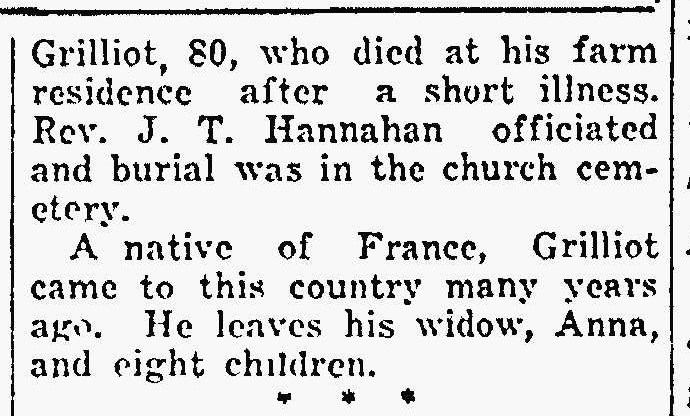 Grilliot, 80, who died at his farm
residence after a short illness.
Rev. J. T. Hannahan officiated
and burial was in the church cem-
etery.
A native of France, Grilliot
came to this country many years
ago. He leaves his widow, Anna,
and eight children.
* * *